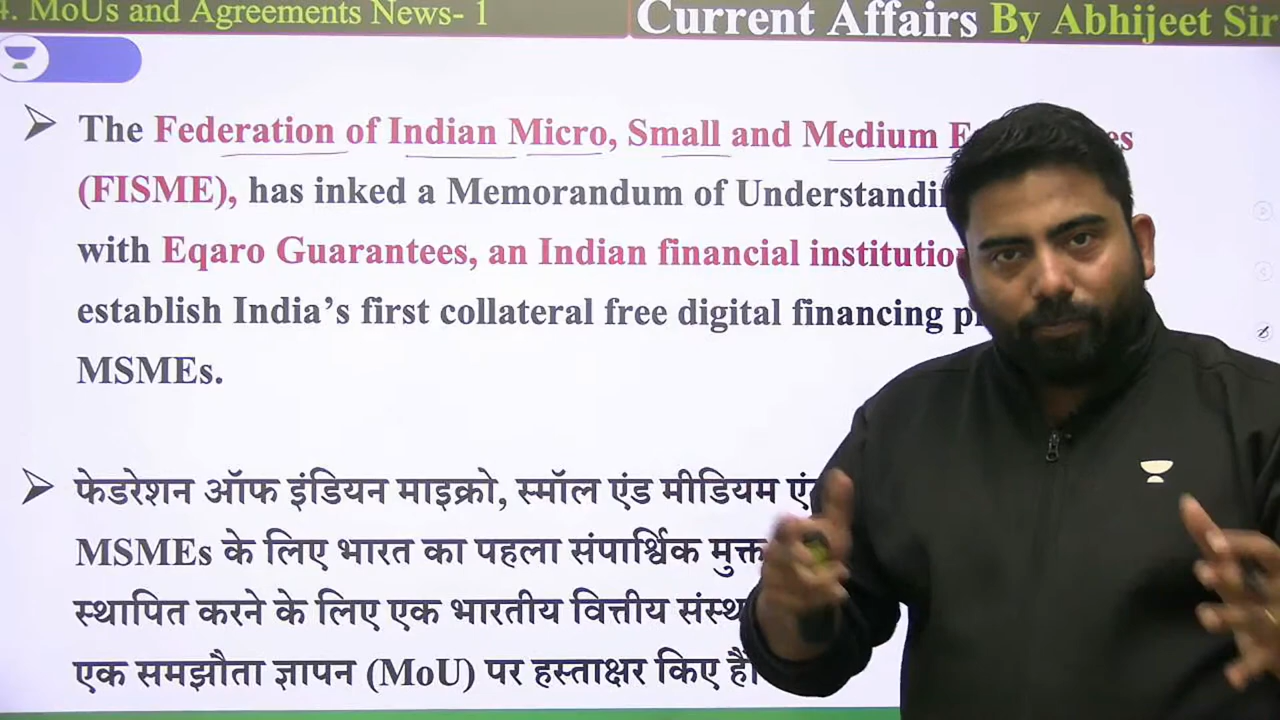 4. MoUs and Agreements News- 1
Current Affairs By Abhijeet Sir
➤ The Federation of Indian Micro, Small and Medium
(FISME), has inked a Memorandum of
with Eqaro Guarantees, an Indian financial
establish India’s first collateral free digital financing
MSMEs.
➤ फेडरेशन ऑफ इंडियन माइक्रो, स्मॉल एंड मीडियम
MSMEs के लिए भारत का पहला संपार्श्विक मुक्त
स्थापित करने के लिए एक भारतीय वित्तीय
एक समझौता ज्ञापन (MoU) पर हस्ताक्षर किए हैं।